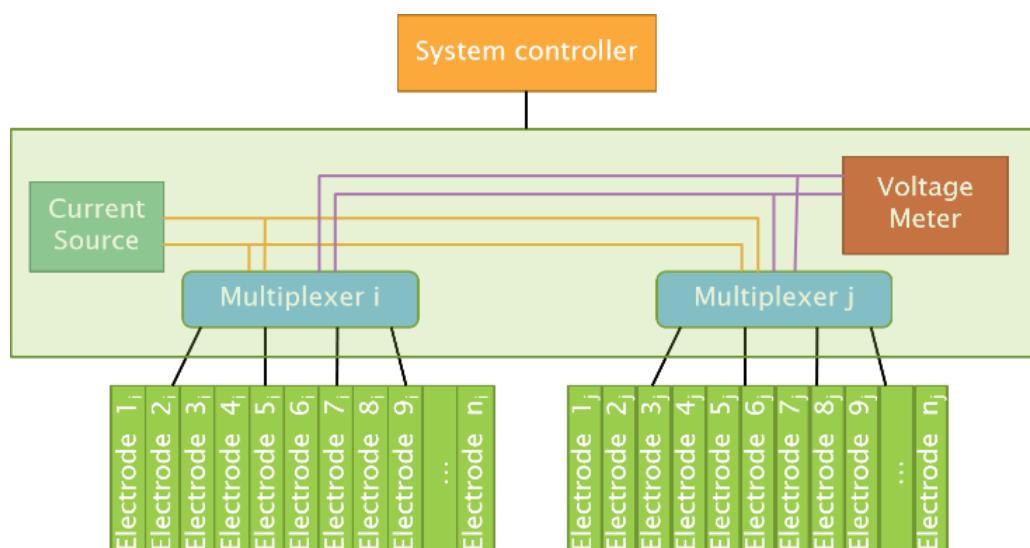 System controller
Current
Source
Voltage
Meter
Multiplexer i
Multiplexer j
Electrode 1ᵢ
Electrode 2ᵢ
Electrode 3ᵢ
Electrode 4ᵢ
Electrode 5ᵢ
Electrode 6ᵢ
Electrode 7ᵢ
Electrode 8ᵢ
Electrode 9ᵢ
...
Electrode nᵢ
Electrode 1ⱼ
Electrode 2ⱼ
Electrode 3ⱼ
Electrode 4ⱼ
Electrode 5ⱼ
Electrode 6ⱼ
Electrode 7ⱼ
Electrode 8ⱼ
Electrode 9ⱼ
...
Electrode nⱼ